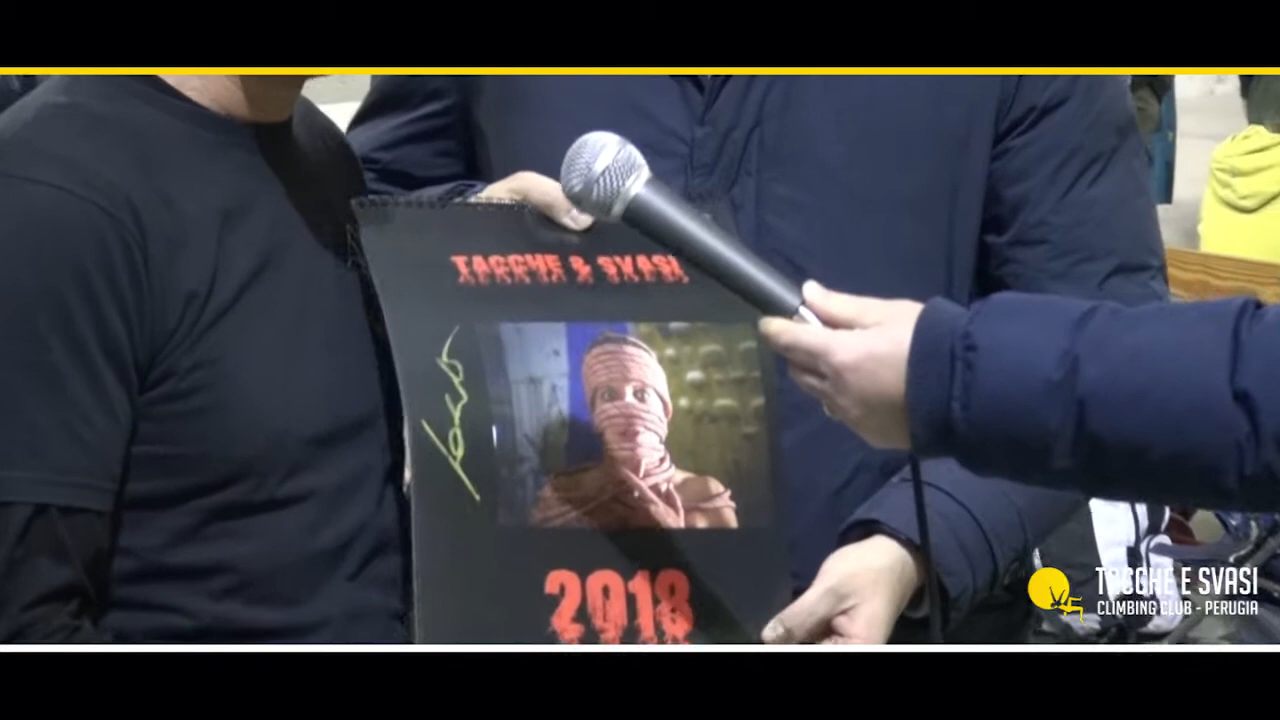 TACCHE & SVASI
2018
TACCHE E SVASI
CLIMBING CLUB - PERUGIA